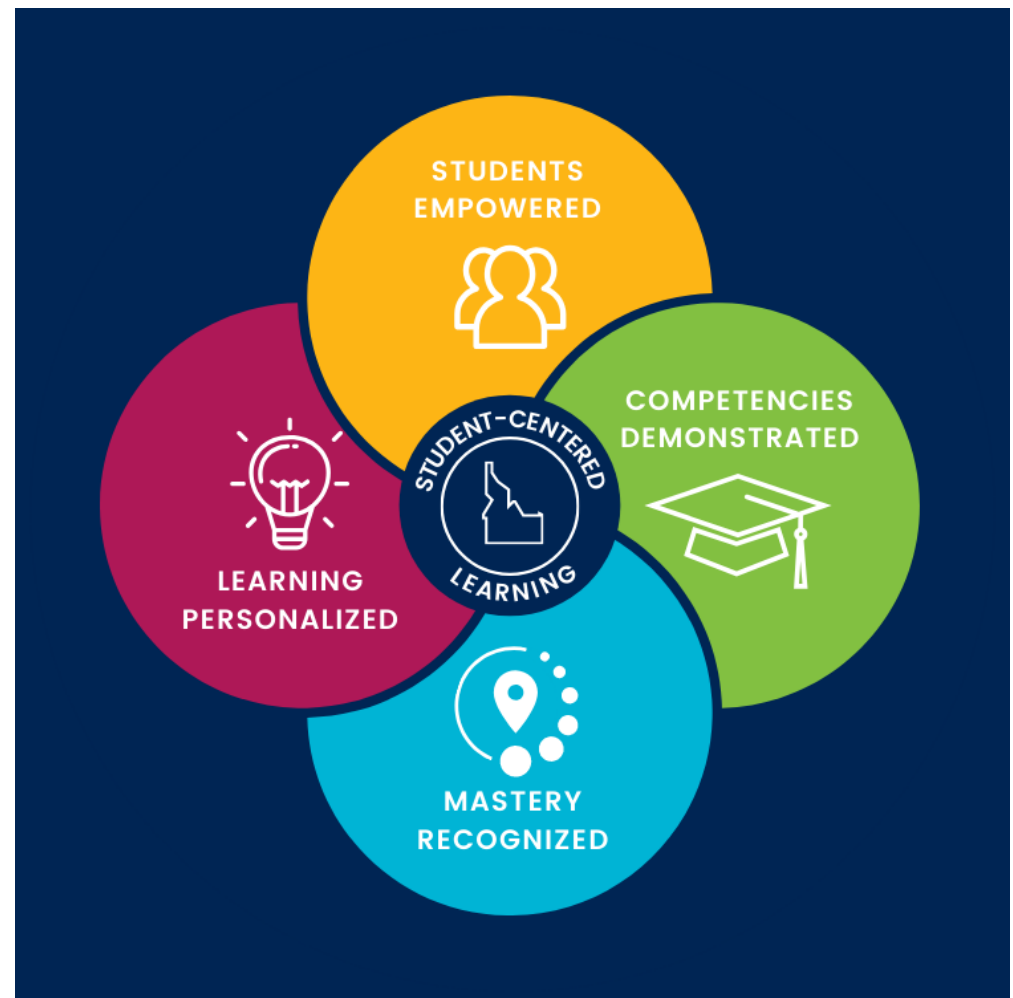 STUDENTS
EMPOWERED
COMPETENCIES
DEMONSTRATED
STUDENT-CENTERED
LEARNING
LEARNING
PERSONALIZED
MASTERY
RECOGNIZED